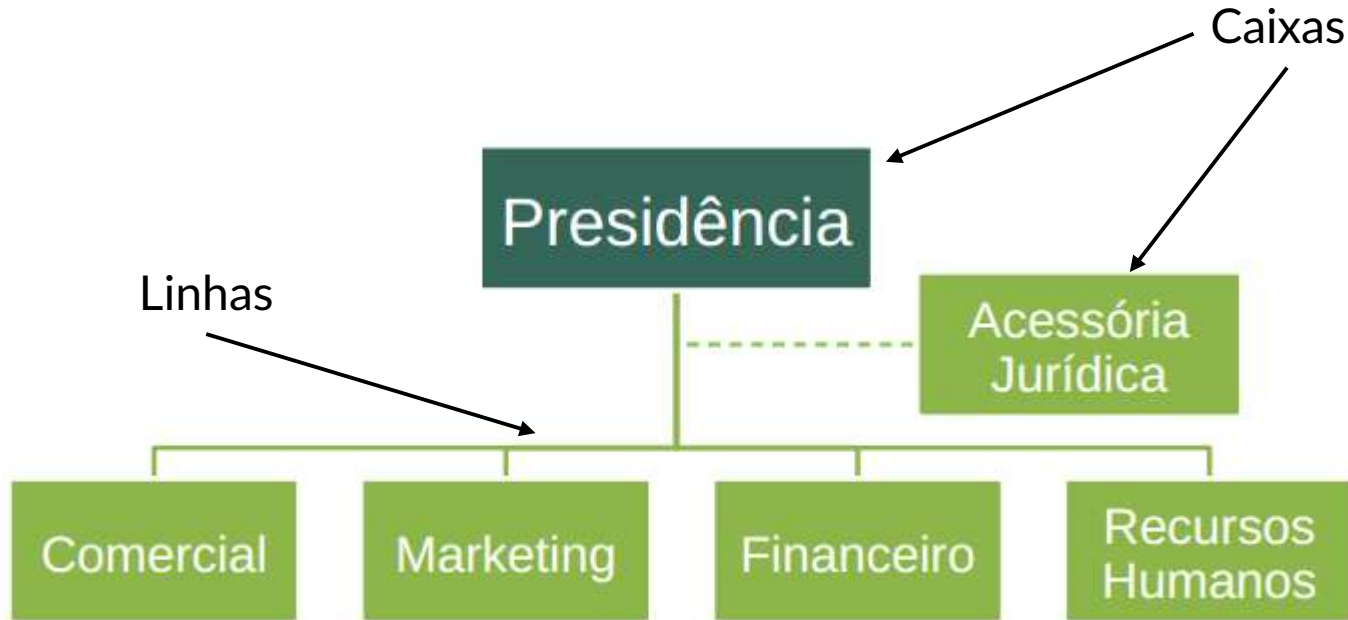 Caixas
Presidência
Linhas
Acessória
Jurídica
Comercial
Marketing
Financeiro
Recursos
Humanos